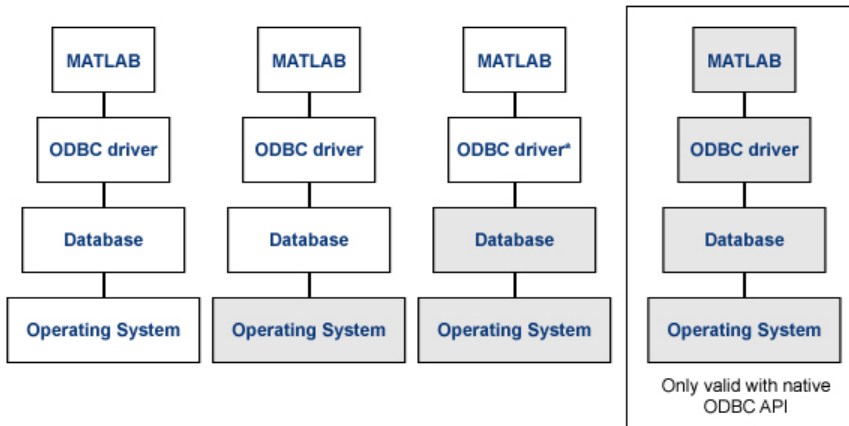 MATLAB
ODBC driver
Database
Operating System
MATLAB
ODBC driver
Database
Operating System
MATLAB
ODBC driver*
Database
Operating System
MATLAB
ODBC driver
Database
Operating System
Only valid with native
ODBC API